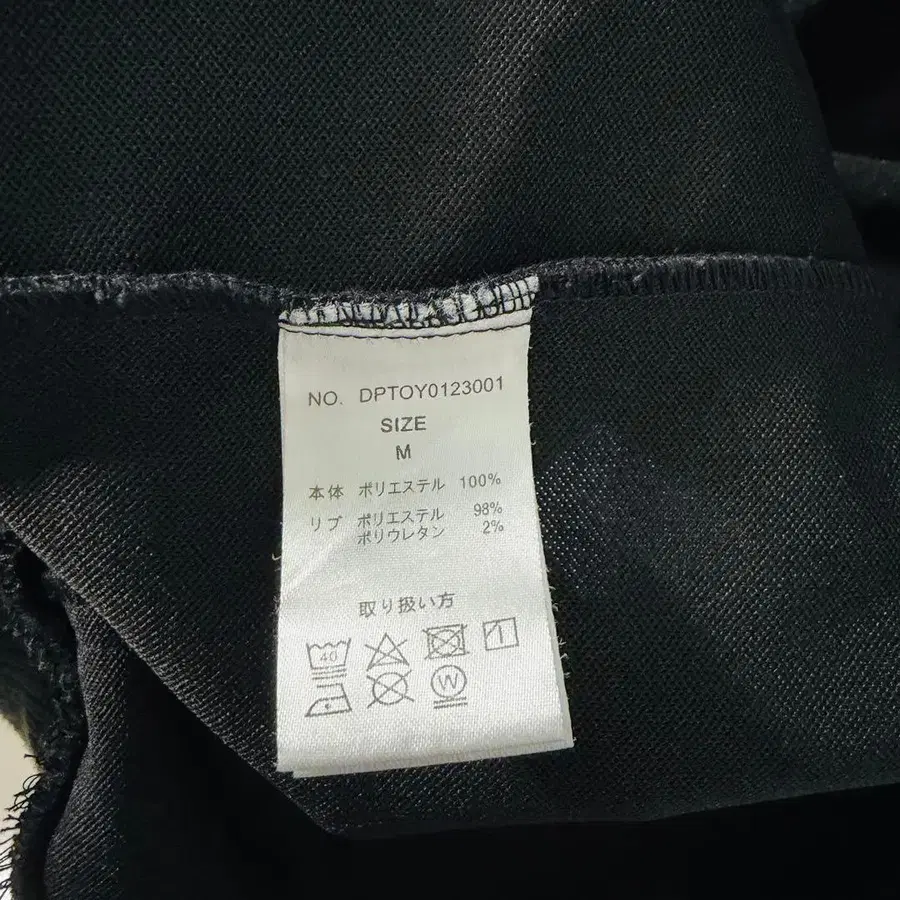 NO. DPTOY0123001
SIZE
M
本体 ポリエステル 100%
リブ ポリエステル 98%
ポリウレタン 2%
取り扱い方
40
W